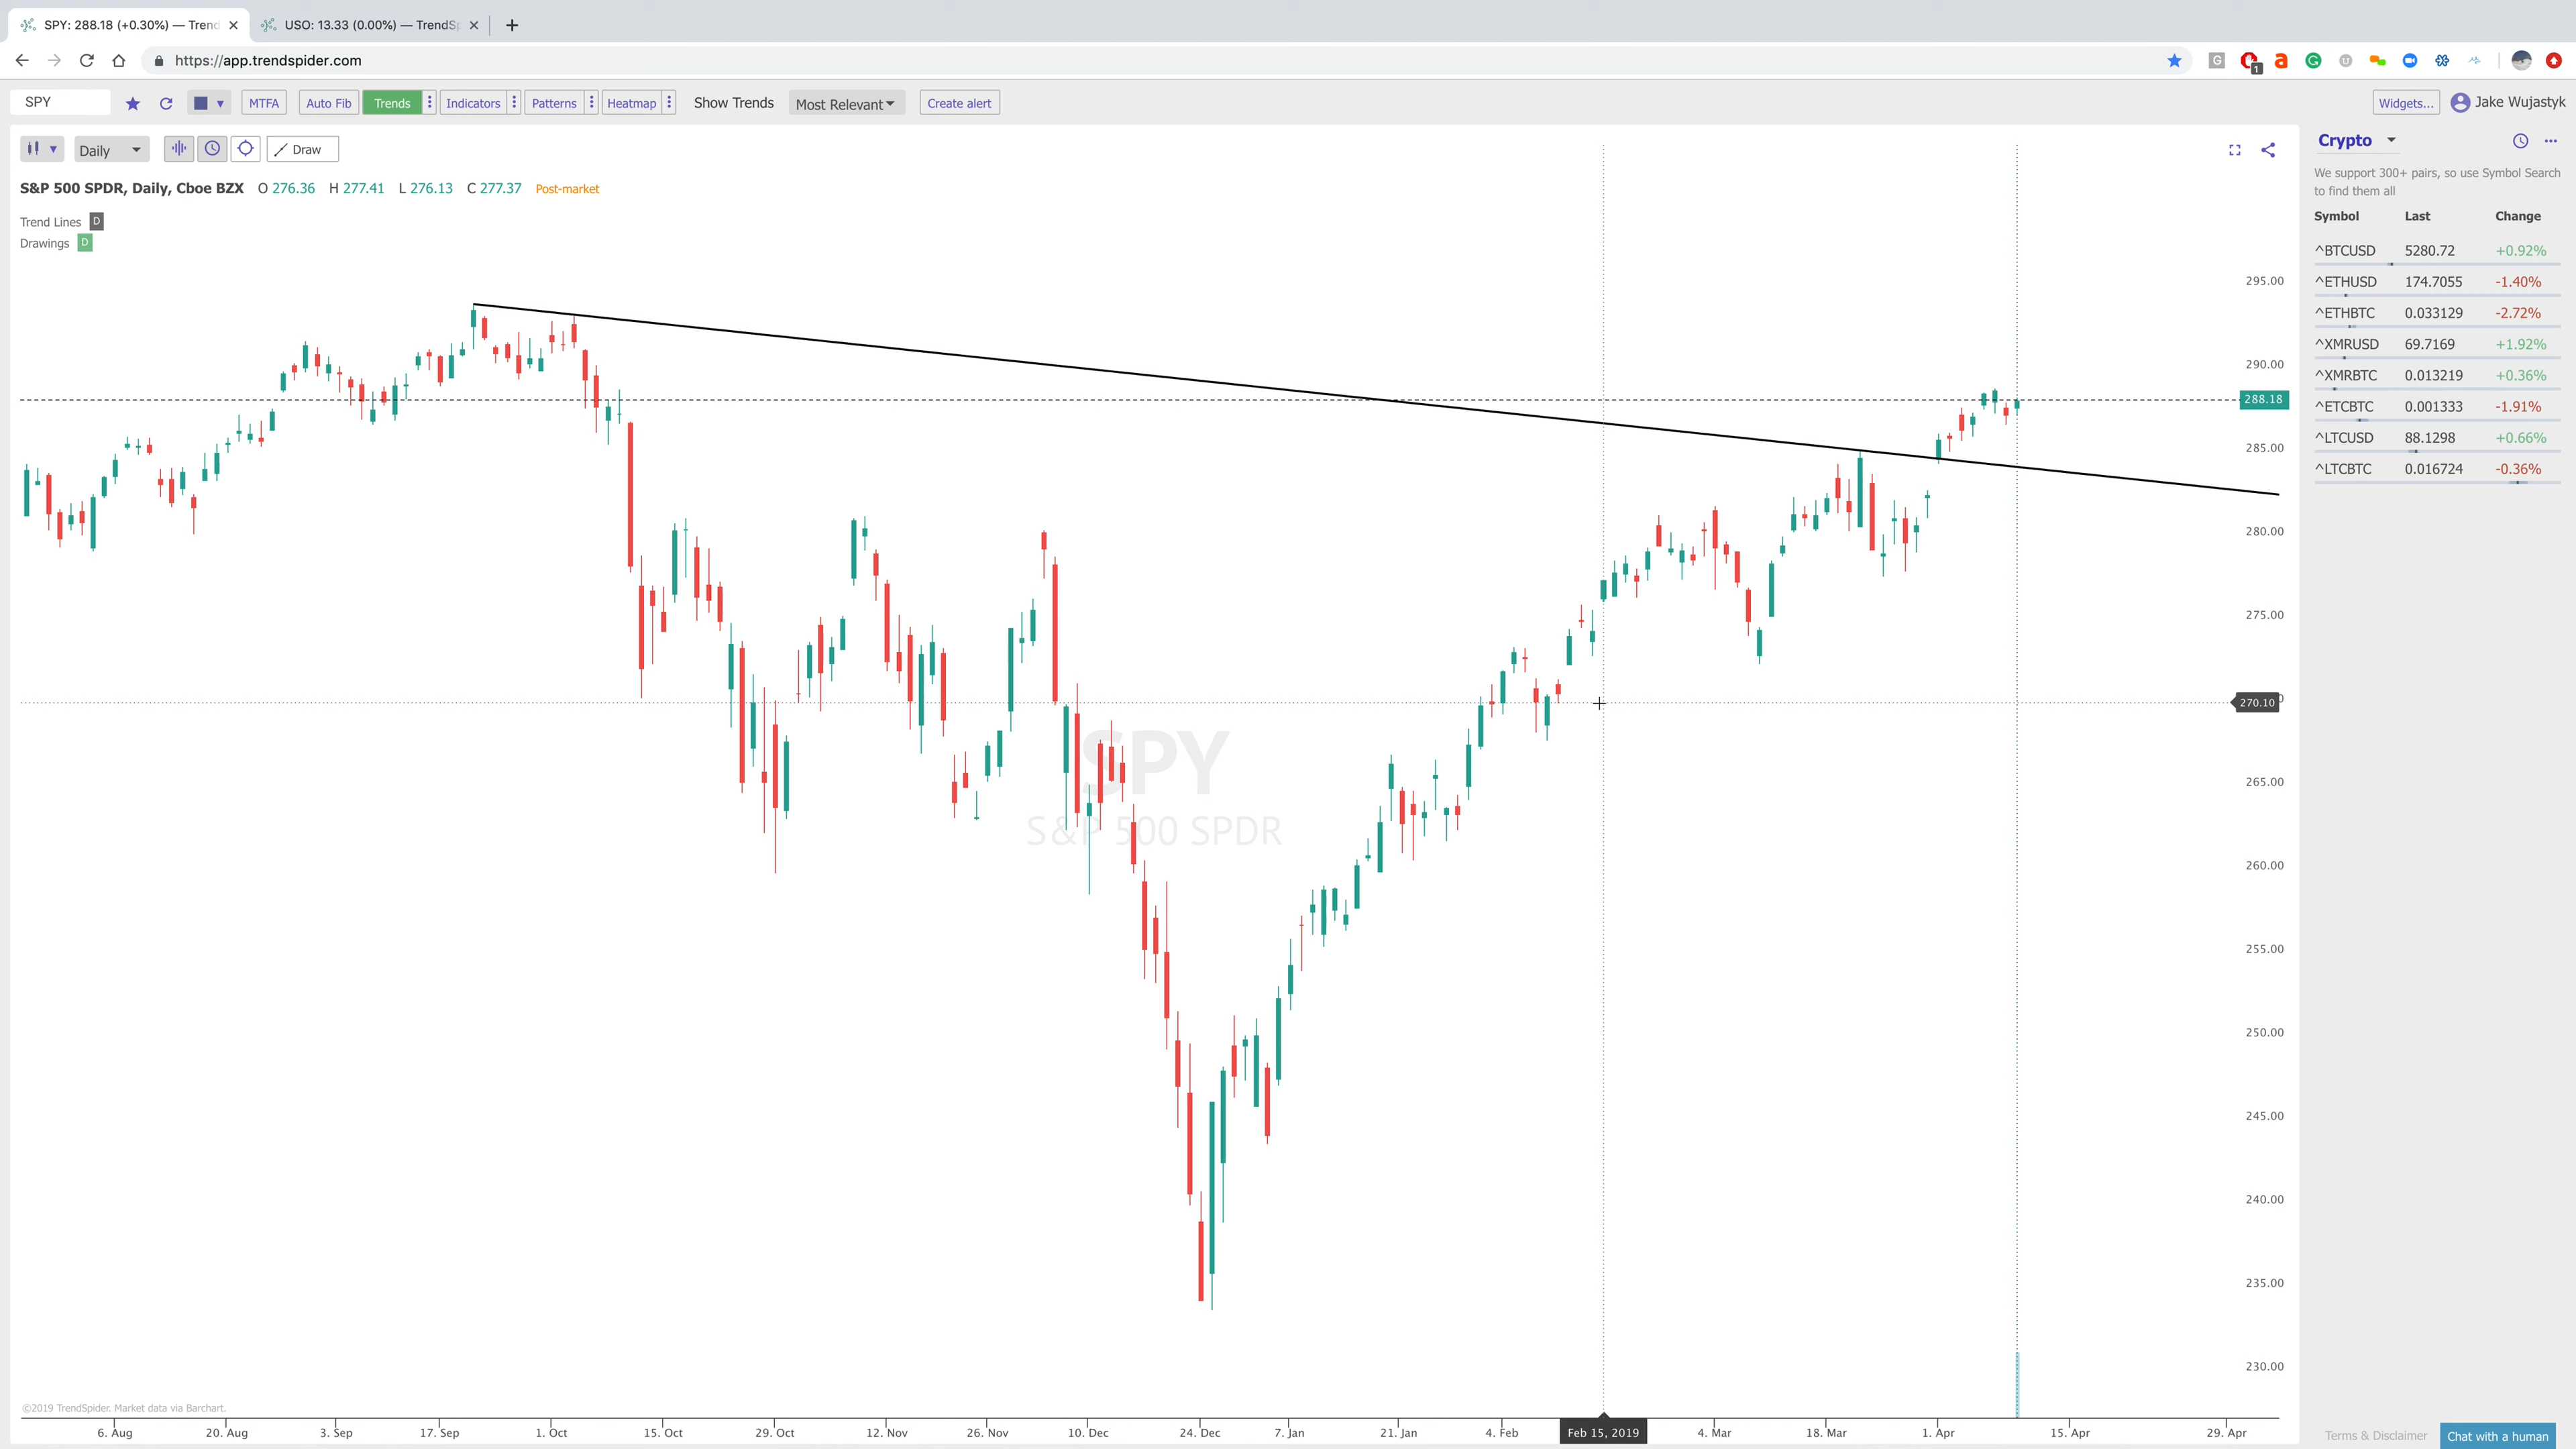 SPY: 288.18 (+0.30%) — Trend
USO: 13.33 (0.00%) — TrendSp
https://app.trendspider.com
SPY MTFA Auto Fib Trends Indicators Patterns Heatmap Show Trends Most Relevant Create alert Widgets... Jake Wujastyk
Daily Draw
S&P 500 SPDR, Daily, Cboe BZX O 276.36 H 277.41 L 276.13 C 277.37 Post-market
Trend Lines D
Drawings D
295.00
290.00
288.18
285.00
280.00
275.00
270.10
265.00
260.00
255.00
250.00
245.00
240.00
235.00
230.00
SPY
S&P 500 SPDR
©2019 TrendSpider. Market data via Barchart.
6. Aug 20. Aug 3. Sep 17. Sep 1. Oct 15. Oct 29. Oct 12. Nov 26. Nov 10. Dec 24. Dec 7. Jan 21. Jan 4. Feb Feb 15, 2019 4. Mar 18. Mar 1. Apr 15. Apr 29. Apr
Crypto
We support 300+ pairs, so use Symbol Search
to find them all
Symbol Last Change
^BTCUSD 5280.72 +0.92%
^ETHUSD 174.7055 -1.40%
^ETHBTC 0.033129 -2.72%
^XMRUSD 69.7169 +1.92%
^XMRBTC 0.013219 +0.36%
^ETCBTC 0.001333 -1.91%
^LTCUSD 88.1298 +0.66%
^LTCBTC 0.016724 -0.36%
Terms & Disclaimer Chat with a human